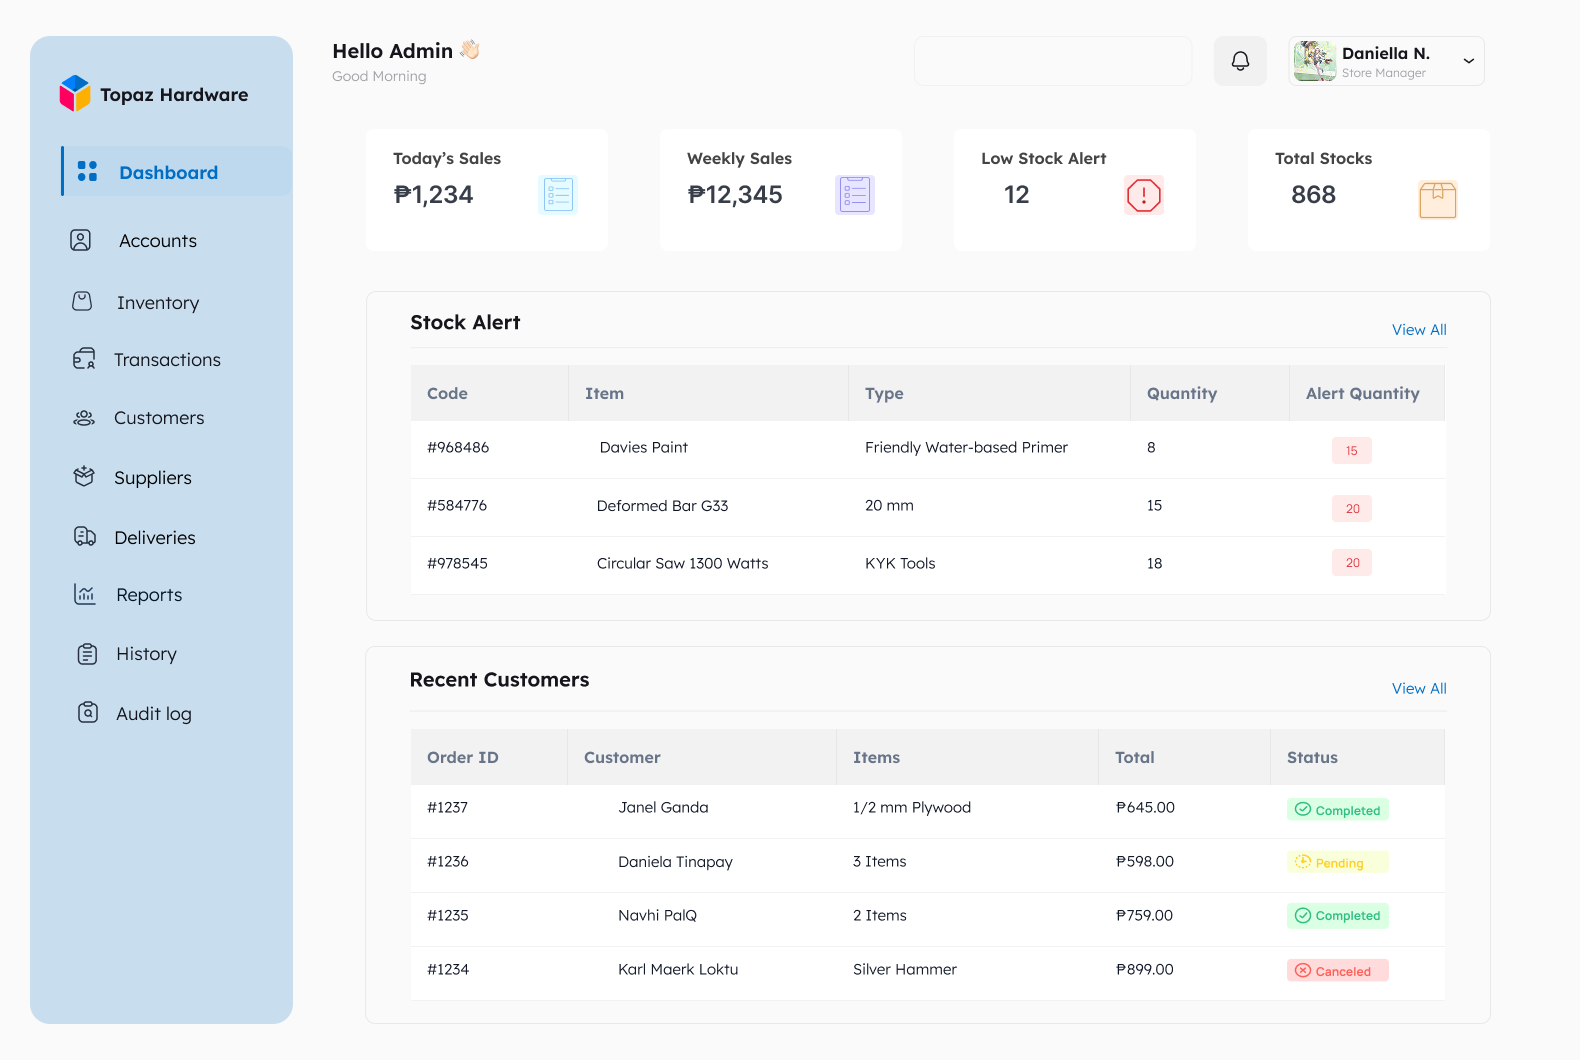 Topaz Hardware
Dashboard
Accounts
Inventory
Transactions
Customers
Suppliers
Deliveries
Reports
History
Audit log
Hello Admin 👋🏻
Good Morning
Daniella N.
Store Manager
Today’s Sales
₱1,234
Weekly Sales
₱12,345
Low Stock Alert
12
Total Stocks
868
Stock Alert
View All
Code Item Type Quantity Alert Quantity
#968486 Davies Paint Friendly Water-based Primer 8 15
#584776 Deformed Bar G33 20 mm 15 20
#978545 Circular Saw 1300 Watts KYK Tools 18 20
Recent Customers
View All
Order ID Customer Items Total Status
#1237 Janel Ganda 1/2 mm Plywood ₱645.00 Completed
#1236 Daniela Tinapay 3 Items ₱598.00 Pending
#1235 Navhi PalQ 2 Items ₱759.00 Completed
#1234 Karl Maerk Loktu Silver Hammer ₱899.00 Canceled